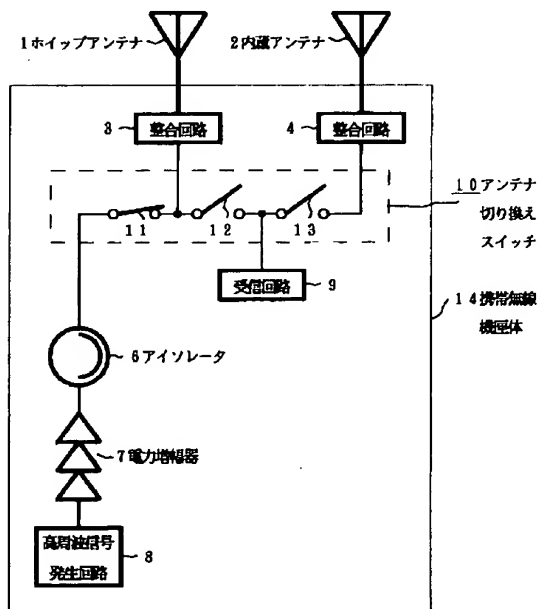 1ホイップアンテナ
2内蔵アンテナ
3 整合回路
4 整合回路
10アンテナ
切り換え
スイッチ
11 12 13
受信回路 9
14携帯無線
機匣体
6アイソレータ
7電力増幅器
高周波信号
発生回路 8